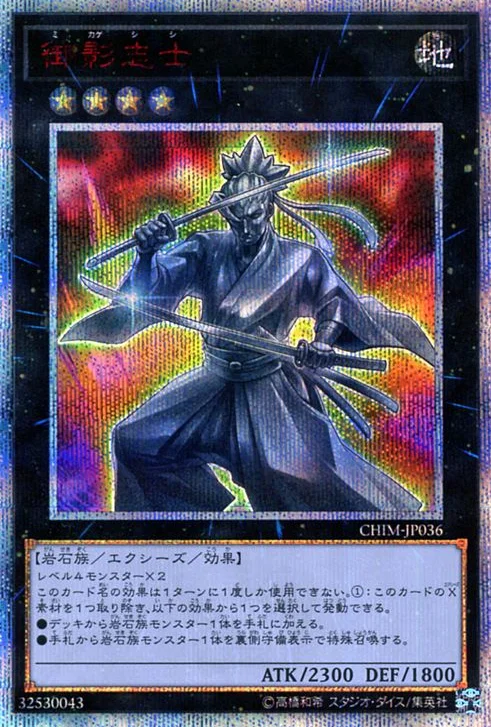 ミ カゲ シ シ
御影志士
地
CHIM-JP036
【岩石族／エクシーズ／効果】
レベル４モンスター×２
このカード名の効果は１ターンに１度しか使用できない。①：このカードのＸ
素材を１つ取り除き、以下の効果から１つを選択して発動できる。
●デッキから岩石族モンスター１体を手札に加える。
●手札から岩石族モンスター１体を裏側守備表示で特殊召喚する。
ATK/2300 DEF/1800
32530043
©高橋和希 スタジオ・ダイス/集英社